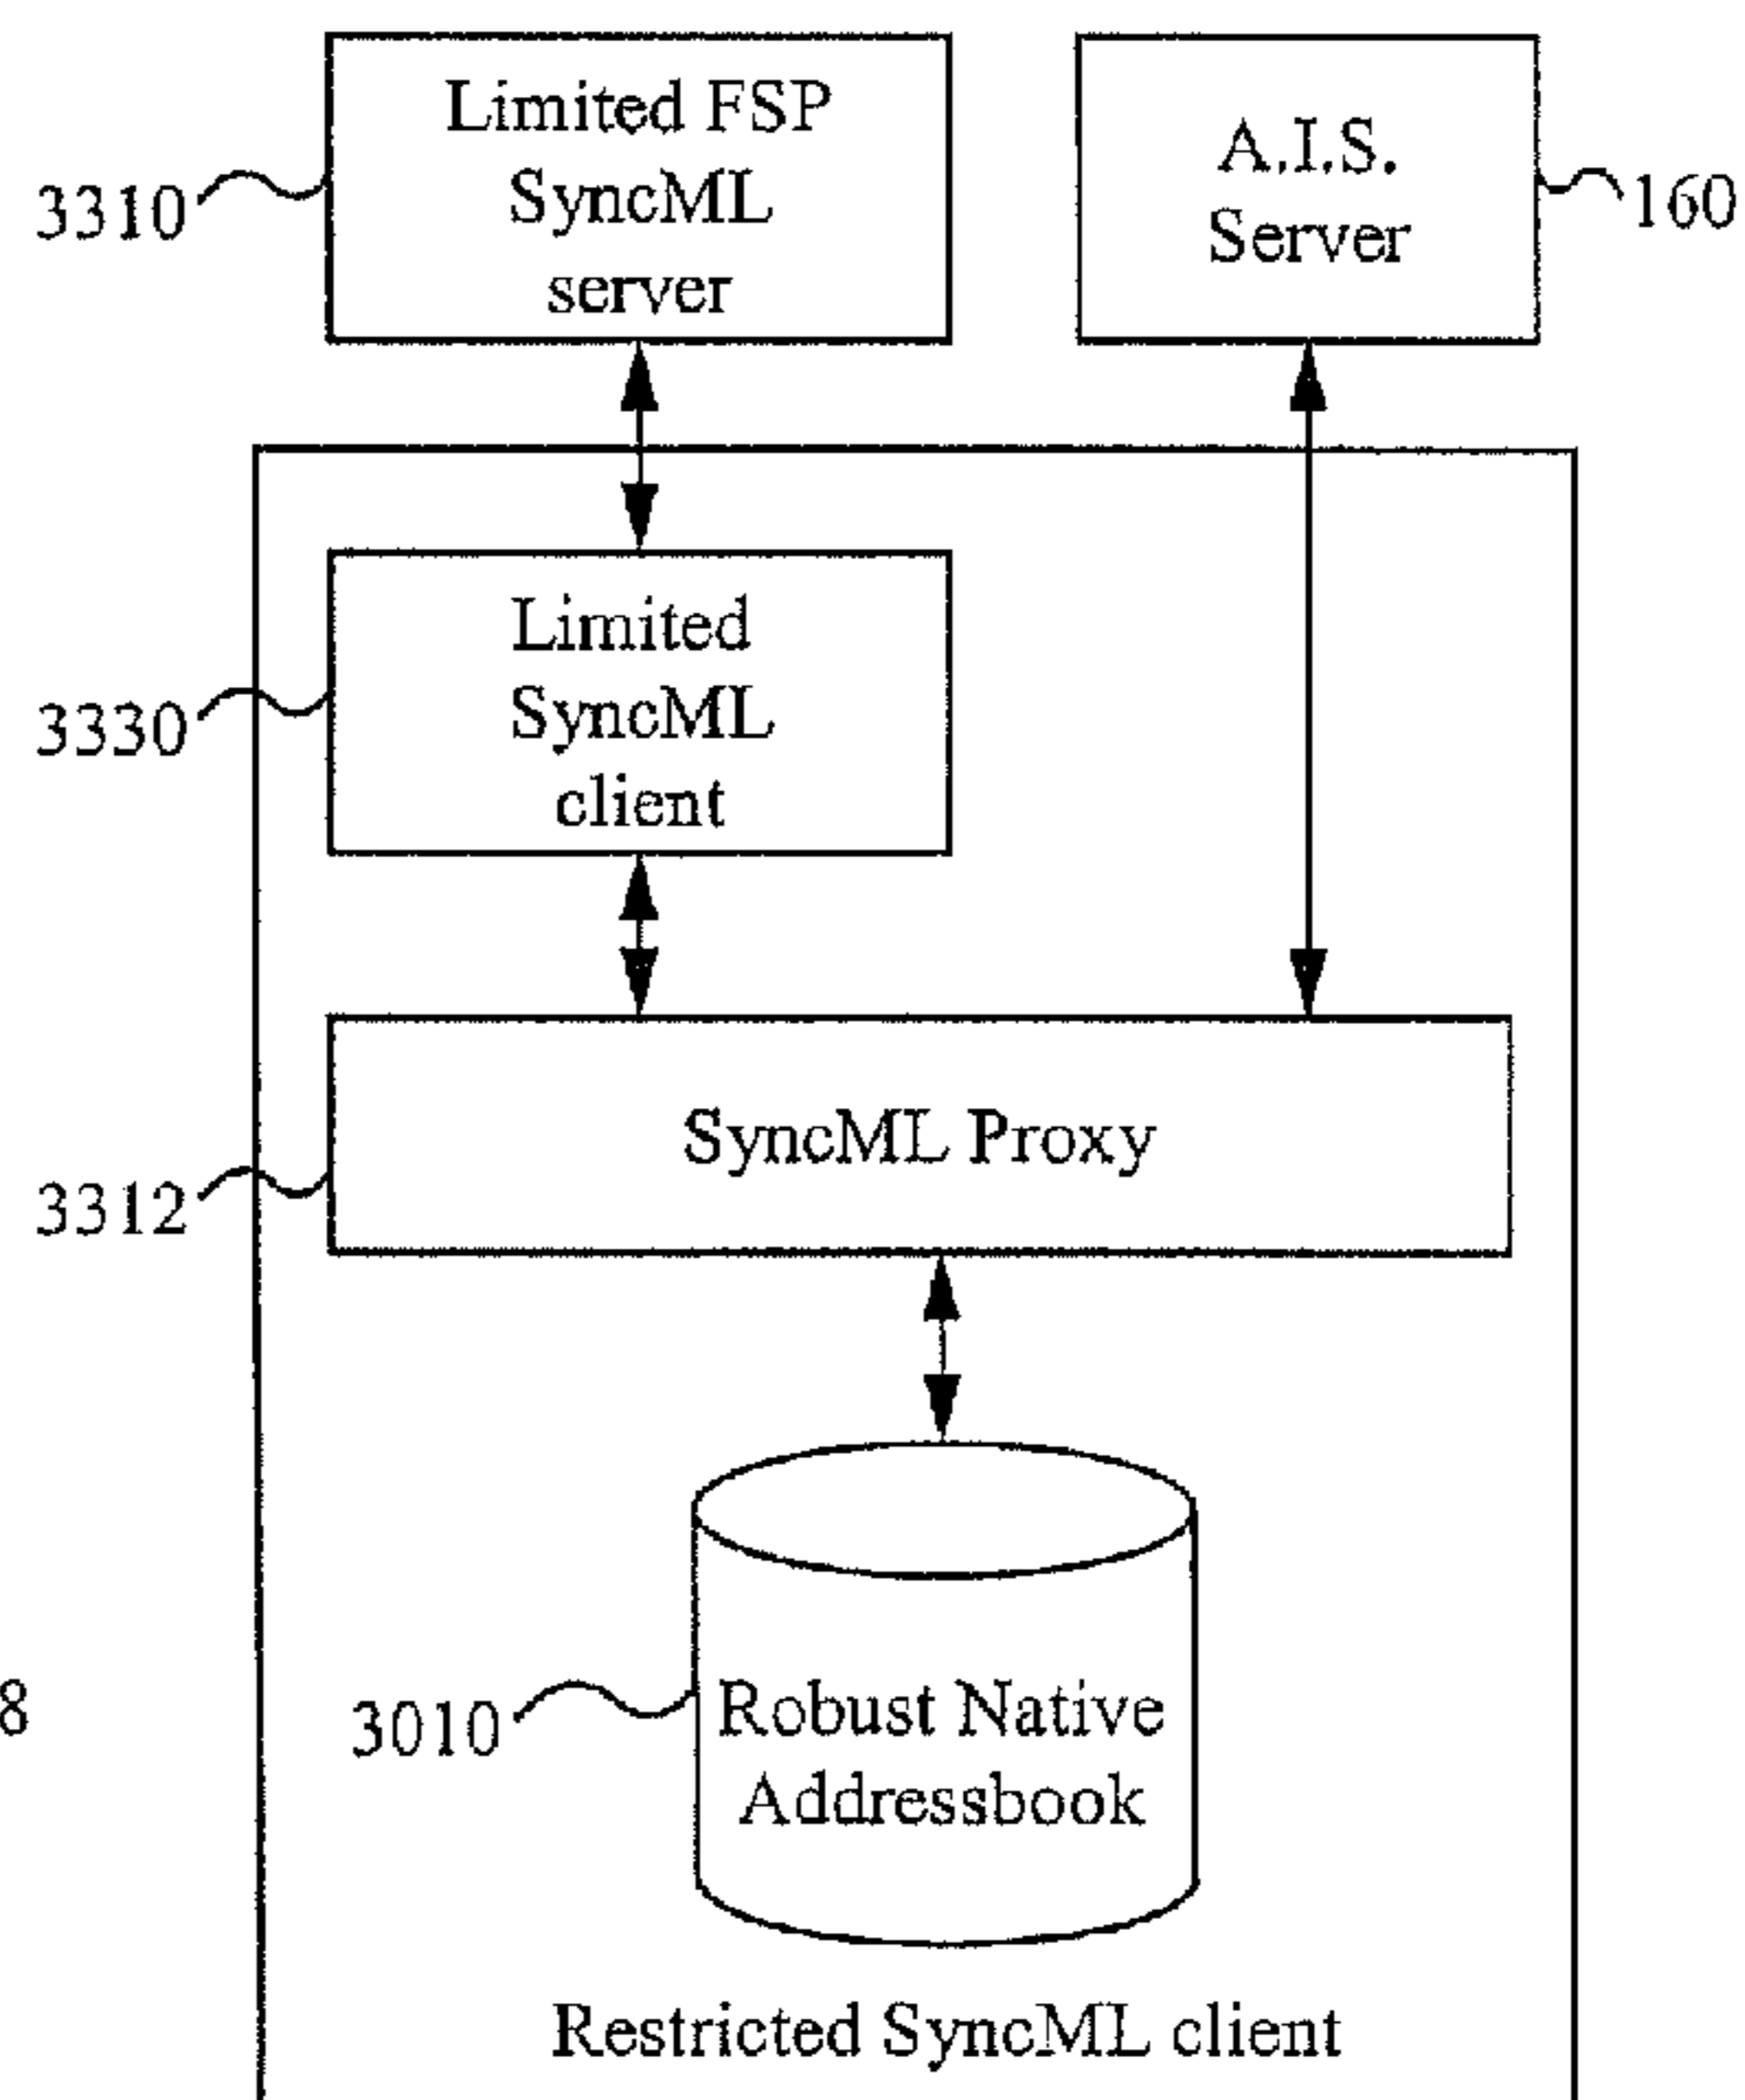 Limited FSP
SyncML
server
3310
A.I.S.
Server
160
Limited
SyncML
client
3330
SyncML Proxy
3312
8
3010
Robust Native
Addressbook
Restricted SyncML client